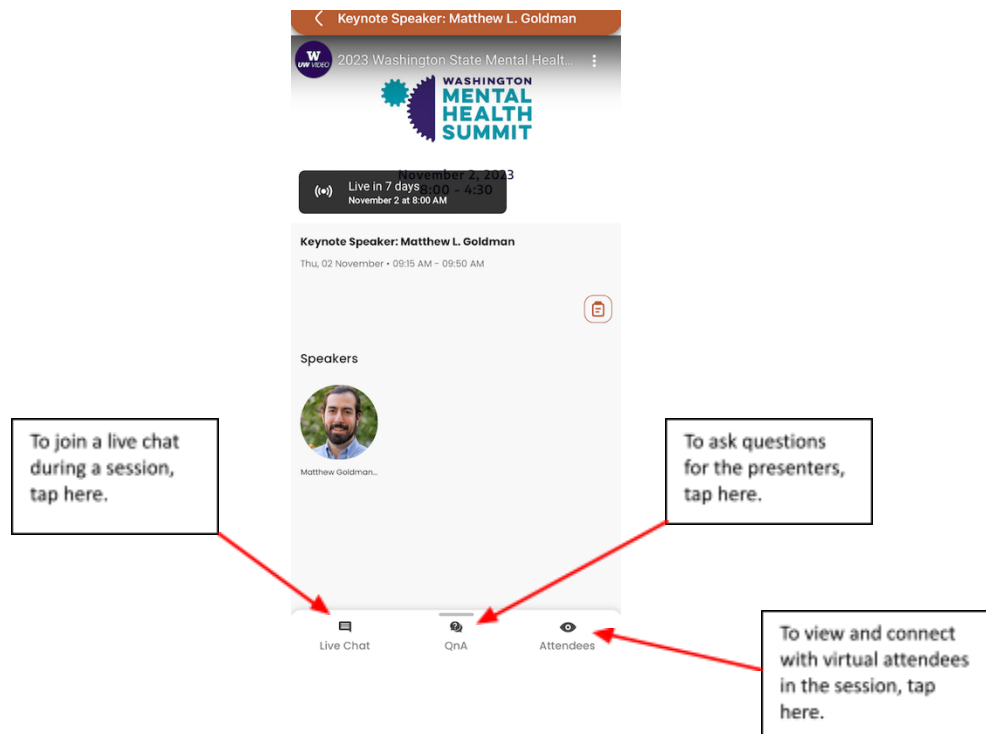 Keynote Speaker: Matthew L. Goldman
W
UW VIDEO
2023 Washington State Mental Healt...
WASHINGTON
MENTAL
HEALTH
SUMMIT
November 2, 2023
8:00 - 4:30
Live in 7 days
November 2 at 8:00 AM
Keynote Speaker: Matthew L. Goldman
Thu, 02 November • 09:15 AM - 09:50 AM
Speakers
Matthew Goldman...
To join a live chat
during a session,
tap here.
To ask questions
for the presenters,
tap here.
Live Chat
QnA
Attendees
To view and connect
with virtual attendees
in the session, tap
here.